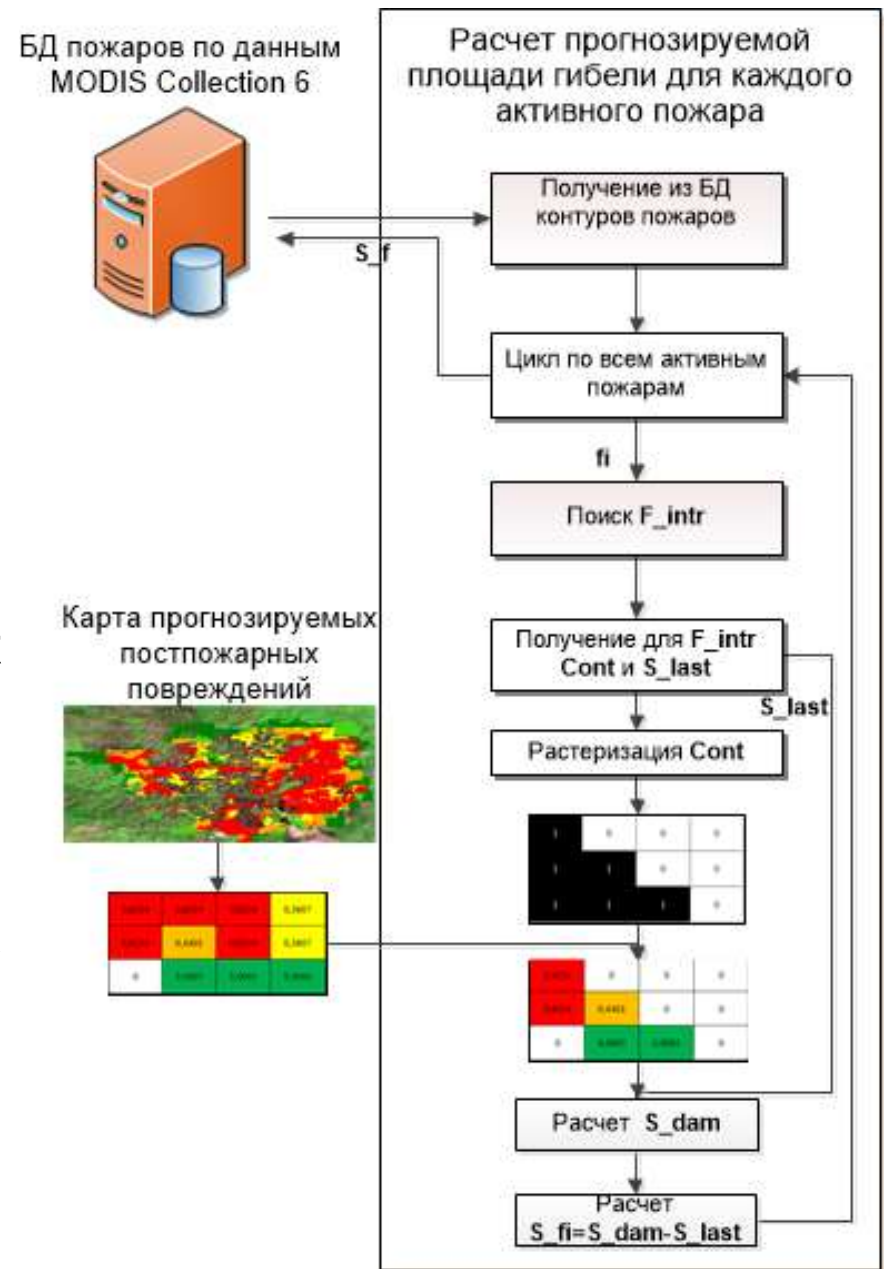 БД пожаров по данным
MODIS Collection 6
Расчет прогнозируемой
площади гибели для каждого
активного пожара
Получение из БД
контуров пожаров
S_f
Цикл по всем активным
пожарам
fi
Поиск F_intr
Получение для F_intr
Cont и S_last
S_last
Растеризация Cont
Карта прогнозируемых
постпожарных
повреждений
Расчет S_dam
Расчет
S_fi=S_dam-S_last